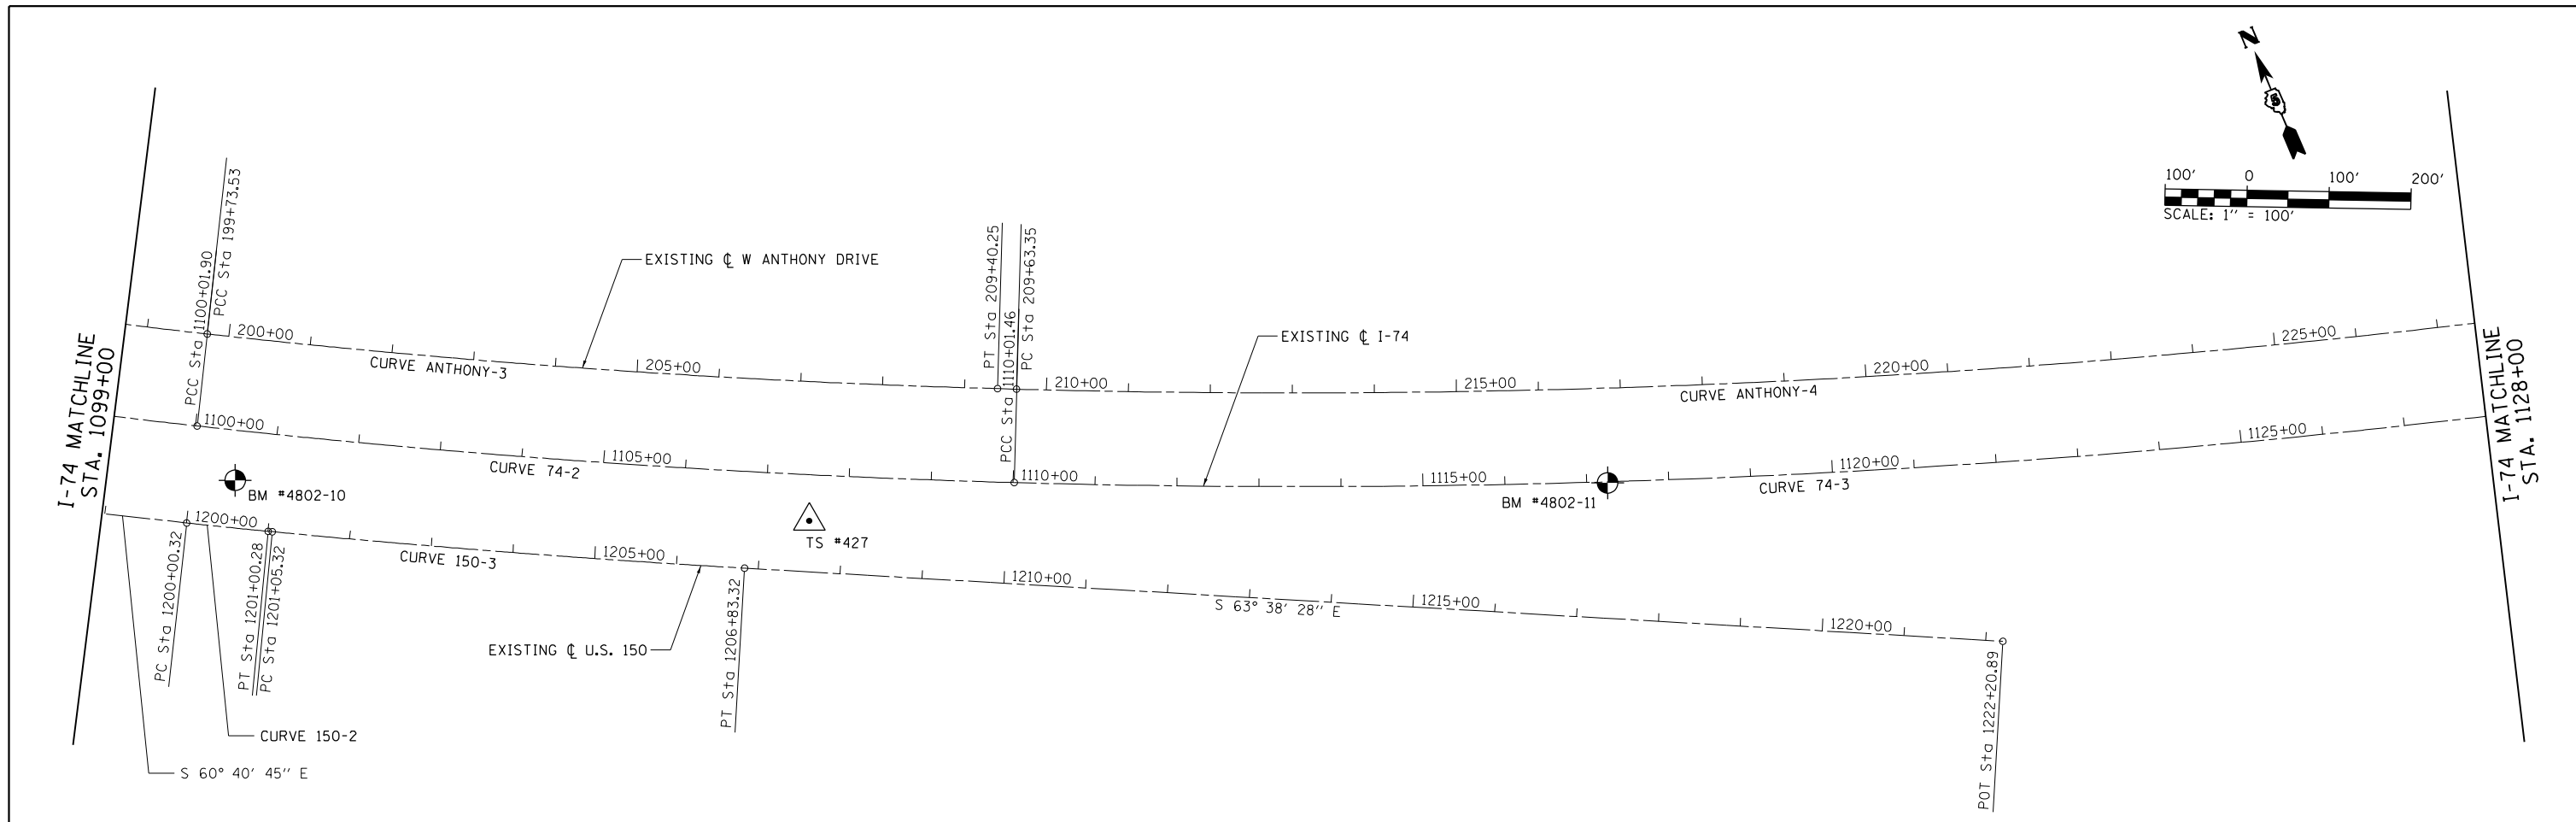 N
5
100' 0 100' 200'
SCALE: 1" = 100'
I-74 MATCHLINE
STA. 1099+00
PCC Sta 1100+01.90
PCC Sta 199+73.53
200+00
CURVE ANTHONY-3
EXISTING ℄ W ANTHONY DRIVE
205+00
PT Sta 209+40.25
PCC Sta 1110+01.46
PC Sta 209+63.35
210+00
EXISTING ℄ I-74
215+00
CURVE ANTHONY-4
220+00
225+00
I-74 MATCHLINE
STA. 1128+00
1100+00
CURVE 74-2
1105+00
1110+00
1115+00
BM #4802-11
CURVE 74-3
1120+00
1125+00
BM #4802-10
TS #427
1200+00
PC Sta 1200+00.32
PT Sta 1201+00.28
PC Sta 1201+05.32
CURVE 150-3
1205+00
EXISTING ℄ U.S. 150
PT Sta 1206+83.32
1210+00
S 63° 38' 28" E
1215+00
1220+00
POT Sta 1222+20.89
CURVE 150-2
S 60° 40' 45" E